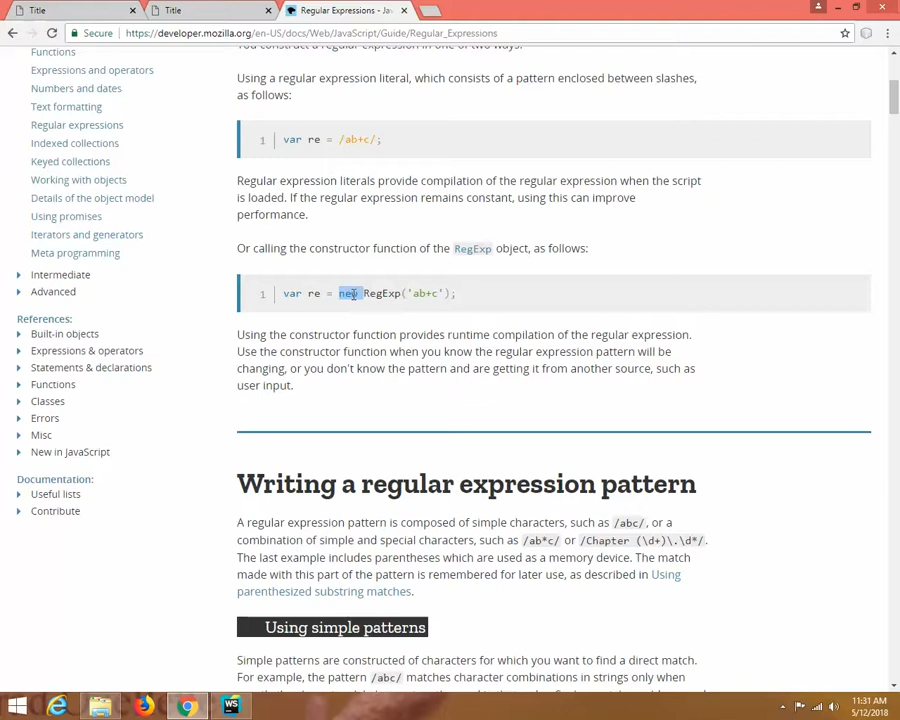 Title
Title
Regular Expressions - Jav
Secure
https://developer.mozilla.org/en-US/docs/Web/JavaScript/Guide/Regular_Expressions
Functions
Expressions and operators
Numbers and dates
Text formatting
Regular expressions
Indexed collections
Keyed collections
Working with objects
Details of the object model
Using promises
Iterators and generators
Meta programming
Intermediate
Advanced
References:
Built-in objects
Expressions & operators
Statements & declarations
Functions
Classes
Errors
Misc
New in JavaScript
Documentation:
Useful lists
Contribute
You construct a regular expression in one of two ways:
Using a regular expression literal, which consists of a pattern enclosed between slashes,
as follows:
1 var re = /ab+c/;
Regular expression literals provide compilation of the regular expression when the script
is loaded. If the regular expression remains constant, using this can improve
performance.
Or calling the constructor function of the RegExp object, as follows:
1 var re = new RegExp('ab+c');
Using the constructor function provides runtime compilation of the regular expression.
Use the constructor function when you know the regular expression pattern will be
changing, or you don't know the pattern and are getting it from another source, such as
user input.
Writing a regular expression pattern
A regular expression pattern is composed of simple characters, such as /abc/, or a
combination of simple and special characters, such as /ab*c/ or /Chapter (\d+)\.\d*/.
The last example includes parentheses which are used as a memory device. The match
made with this part of the pattern is remembered for later use, as described in Using
parenthesized substring matches.
Using simple patterns
Simple patterns are constructed of characters for which you want to find a direct match.
For example, the pattern /abc/ matches character combinations in strings only when
WS
11:31 AM
5/12/2018